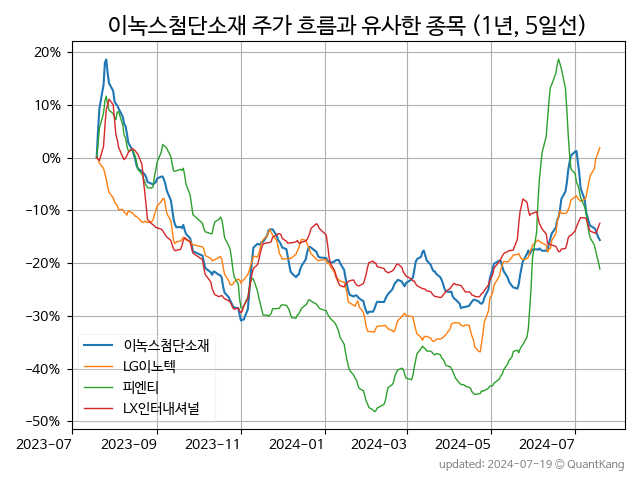 이녹스첨단소재 주가 흐름과 유사한 종목 (1년, 5일선)
20%
10%
0%
−10%
−20%
−30%
−40%
−50%
이녹스첨단소재
LG이노텍
피엔티
LX인터내셔널
2023-07 2023-09 2023-11 2024-01 2024-03 2024-05 2024-07
updated: 2024-07-19 © QuantKang